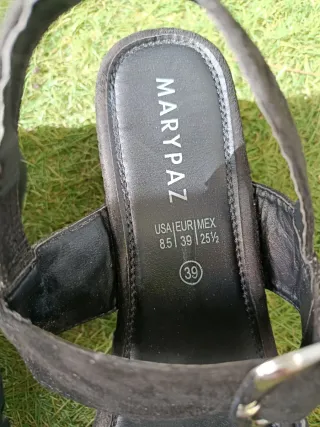 MARYPAZ
USA|EUR|MEX
8.5 | 39 | 25½
39